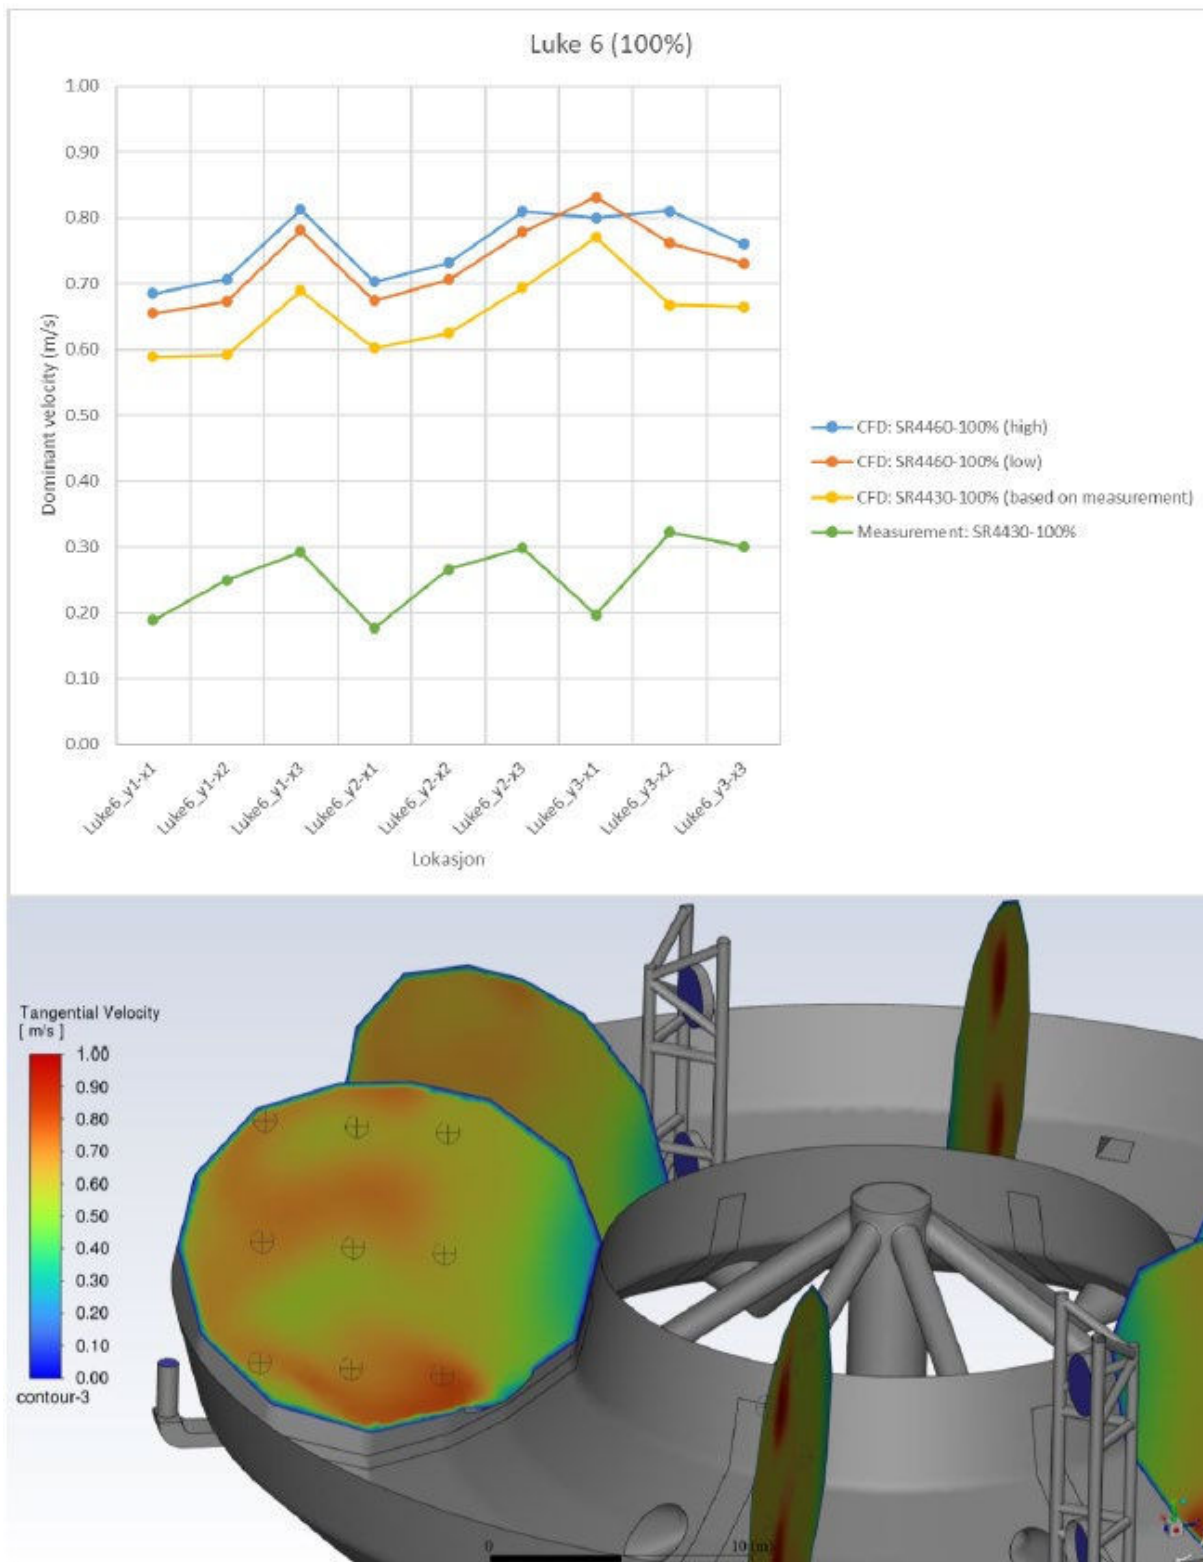 Luke 6 (100%)
1.00
0.90
0.80
0.70
0.60
0.50
0.40
0.30
0.20
0.10
0.00
Dominant velocity (m/s)
Luke6_y1-x1
Luke6_y1-x2
Luke6_y1-x3
Luke6_y2-x1
Luke6_y2-x2
Luke6_y2-x3
Luke6_y3-x1
Luke6_y3-x2
Luke6_y3-x3
Lokasjon
CFD: SR4460-100% (high)
CFD: SR4460-100% (low)
CFD: SR4430-100% (based on measurement)
Measurement: SR4430-100%
Tangential Velocity
[ m/s ]
1.00
0.90
0.80
0.70
0.60
0.50
0.40
0.30
0.20
0.10
0.00
contour-3
0
10 (m)